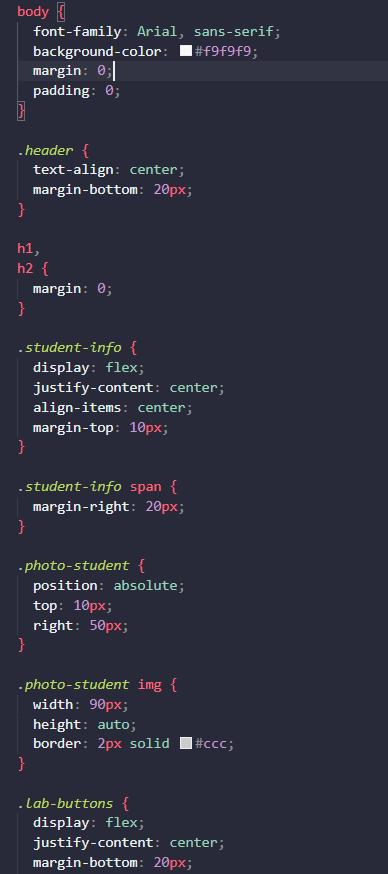 body {
font-family: Arial, sans-serif;
background-color: #f9f9f9;
margin: 0;
padding: 0;
}
.header {
text-align: center;
margin-bottom: 20px;
}
h1,
h2 {
margin: 0;
}
.student-info {
display: flex;
justify-content: center;
align-items: center;
margin-top: 10px;
}
.student-info span {
margin-right: 20px;
}
.photo-student {
position: absolute;
top: 10px;
right: 50px;
}
.photo-student img {
width: 90px;
height: auto;
border: 2px solid #ccc;
}
.lab-buttons {
display: flex;
justify-content: center;
margin-bottom: 20px;